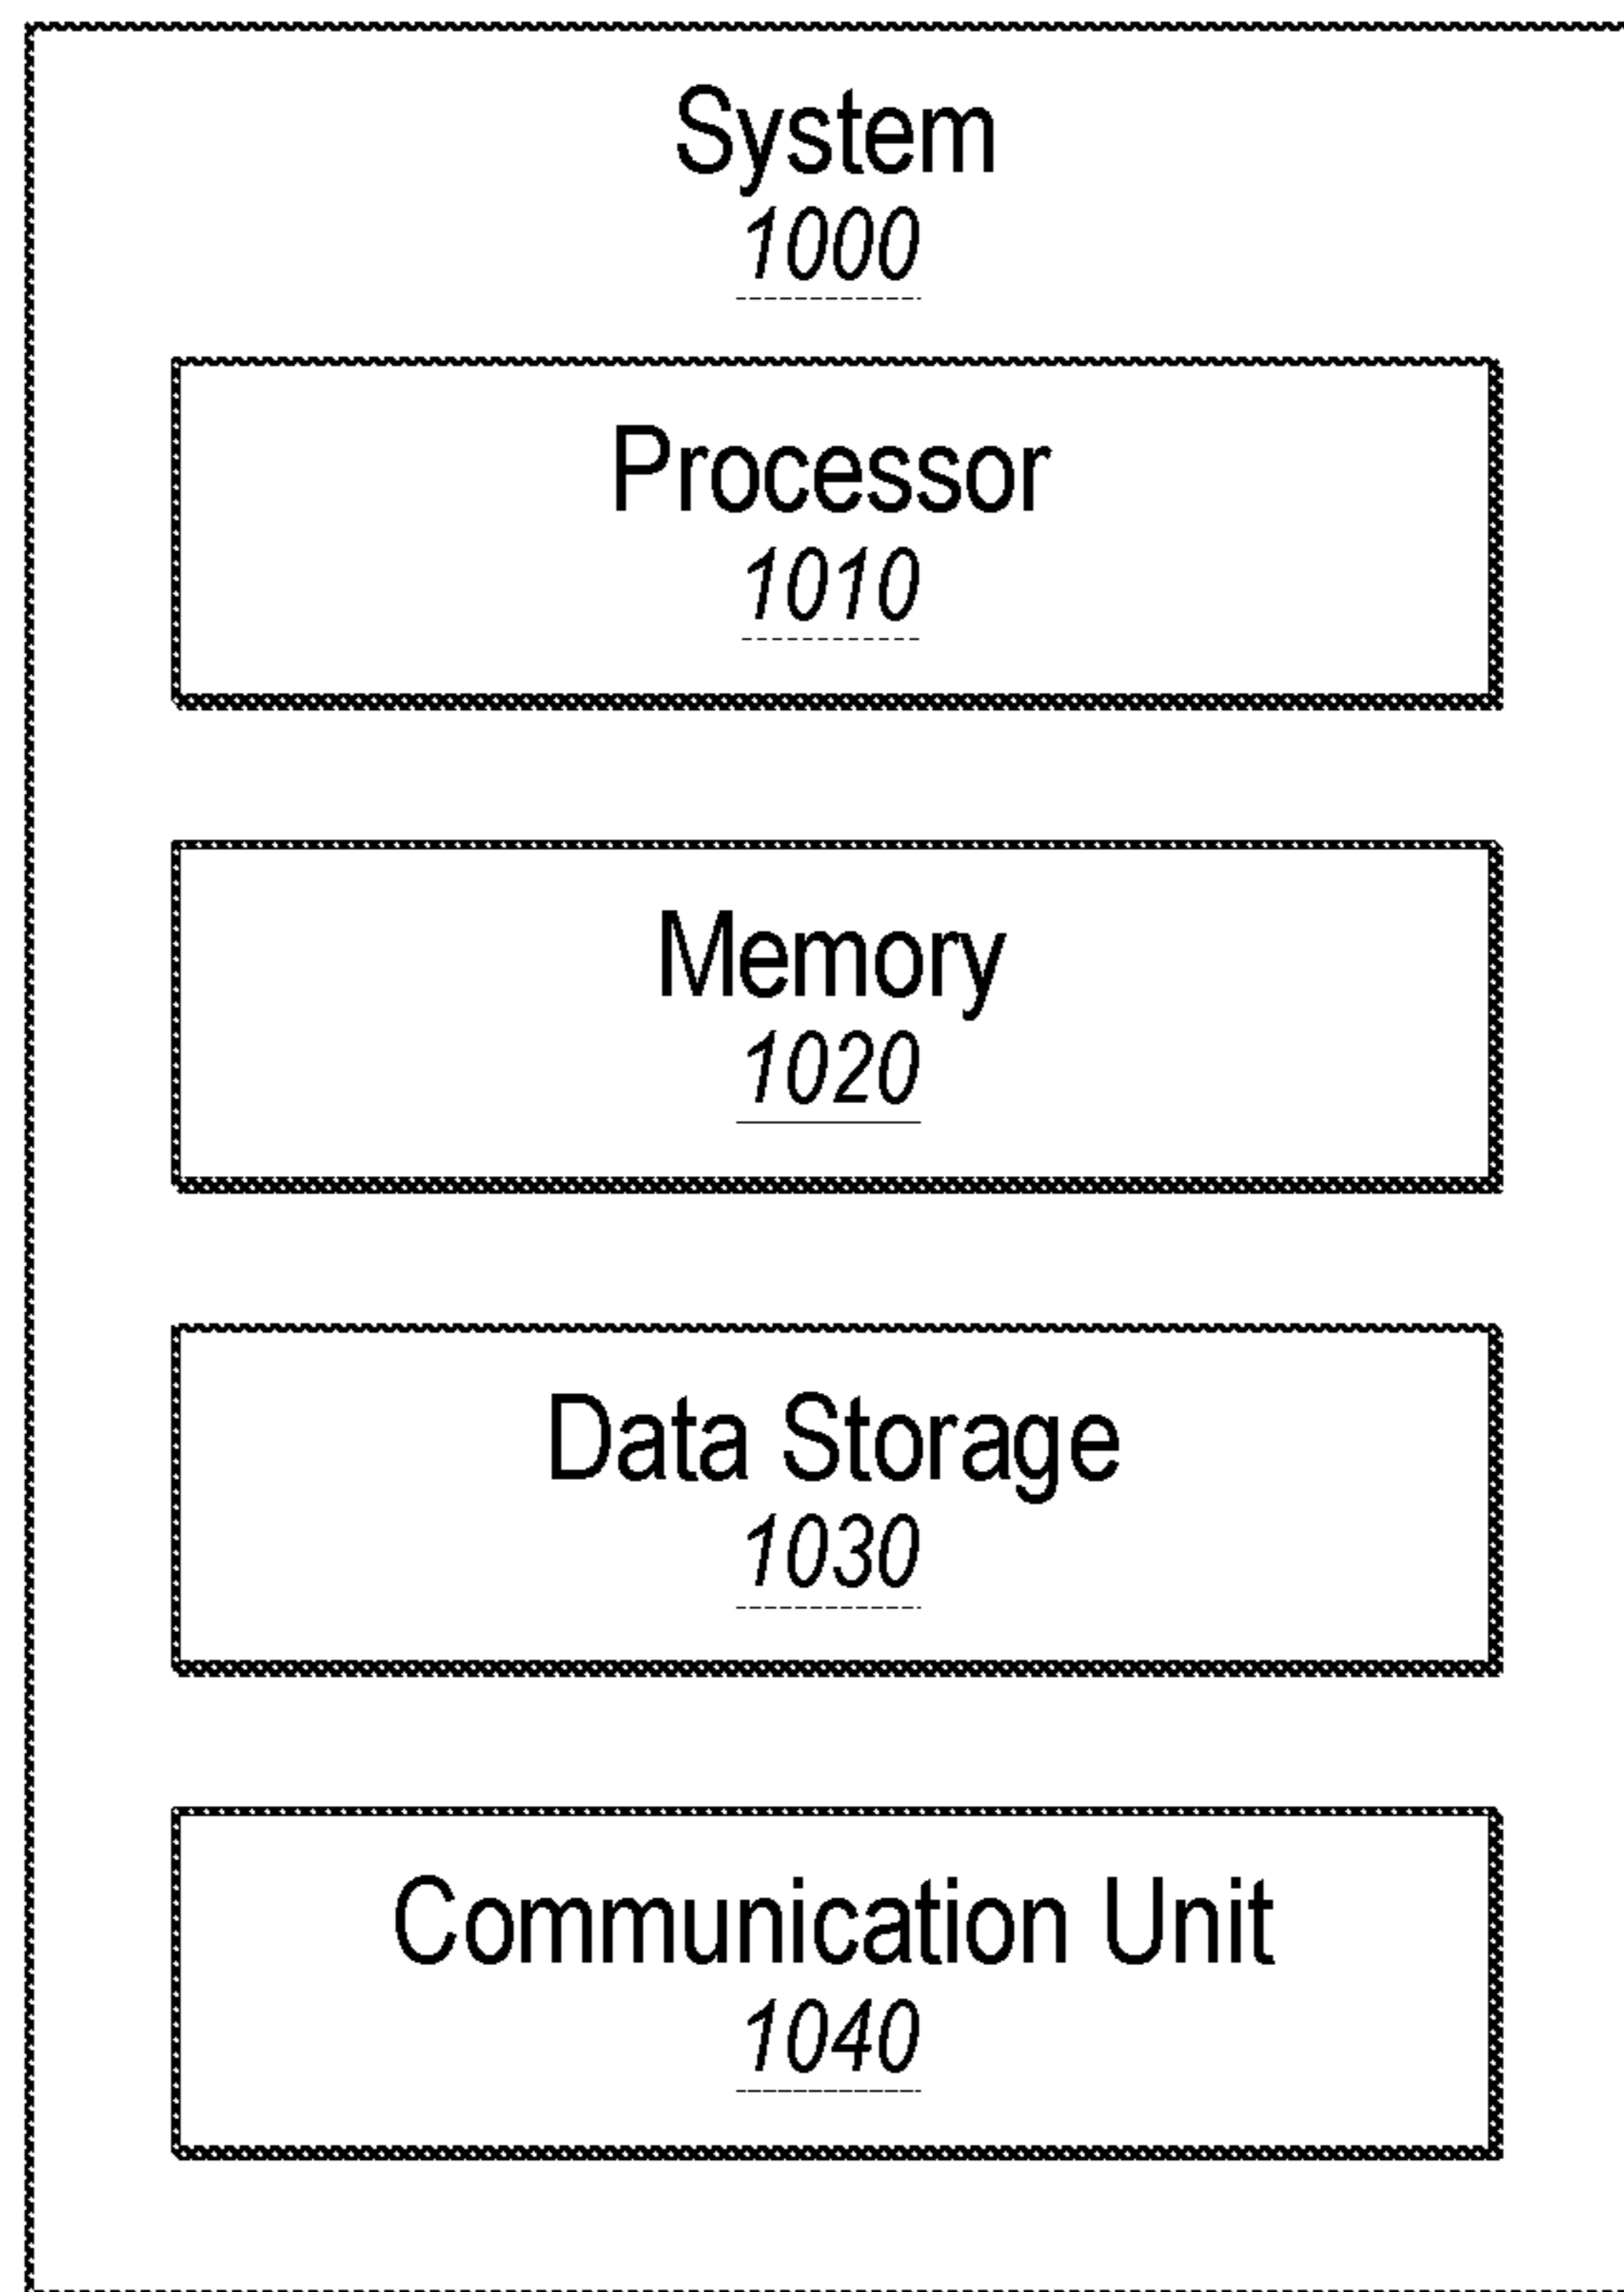 System
1000
Processor
1010
Memory
1020
Data Storage
1030
Communication Unit
1040